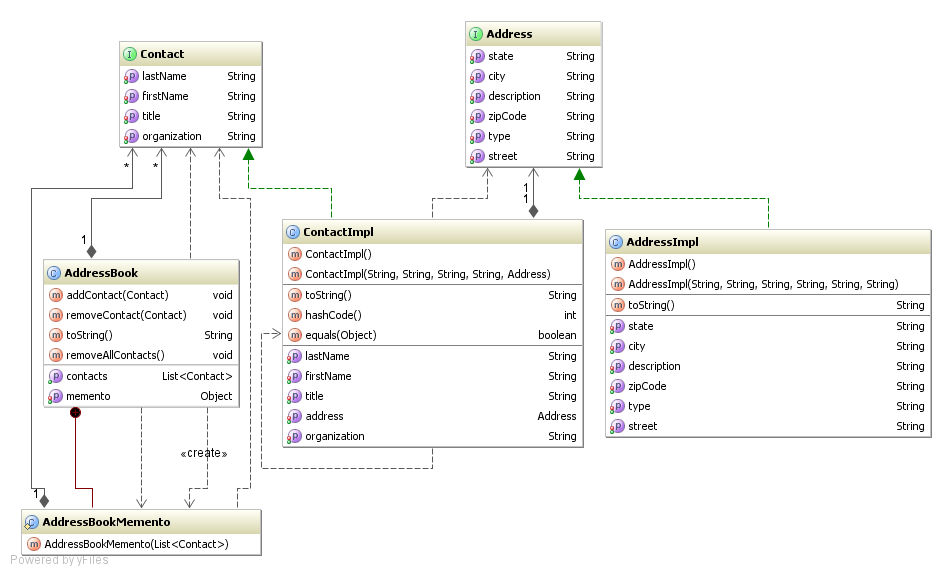 Contact
lastName String
firstName String
title String
organization String
Address
state String
city String
description String
zipCode String
type String
street String
*
*
1
1
1
AddressBook
addContact(Contact) void
removeContact(Contact) void
toString() String
removeAllContacts() void
contacts List<Contact>
memento Object
ContactImpl
ContactImpl()
ContactImpl(String, String, String, String, Address)
toString() String
hashCode() int
equals(Object) boolean
lastName String
firstName String
title String
address Address
organization String
AddressImpl
AddressImpl()
AddressImpl(String, String, String, String, String, String)
toString() String
state String
city String
description String
zipCode String
type String
street String
«create»
1
AddressBookMemento
AddressBookMemento(List<Contact>)
Powered by yFiles